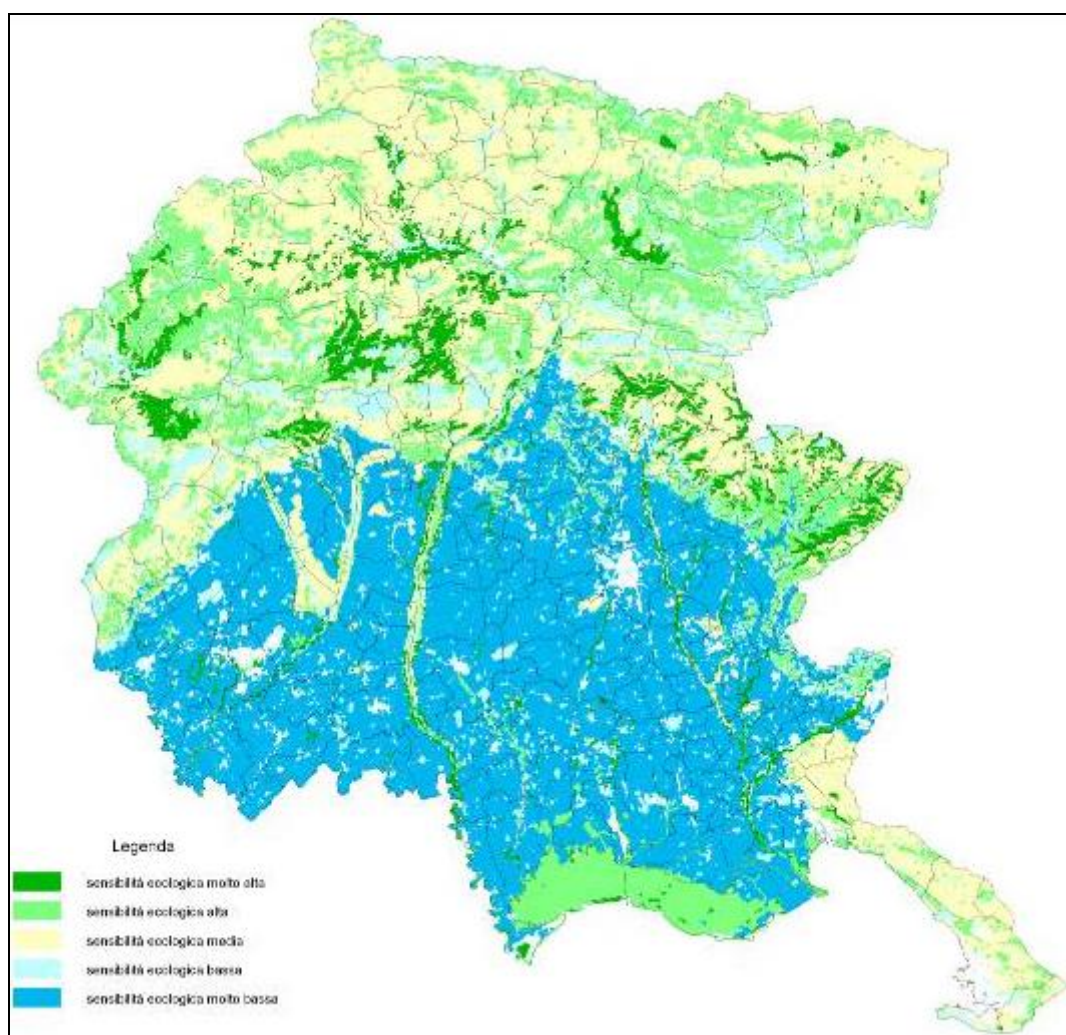 Legenda
sensibilità ecologica molto alta
sensibilità ecologica alta
sensibilità ecologica media
sensibilità ecologica bassa
sensibilità ecologica molto bassa